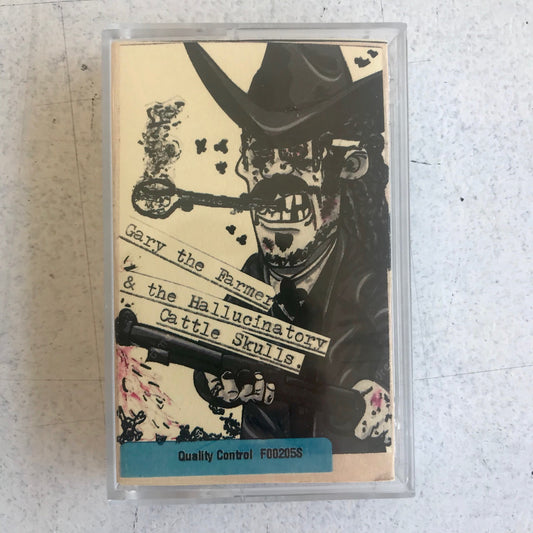 Gary the Farmer
& the Hallucinatory
Cattle Skulls.
Quality Control F00205S